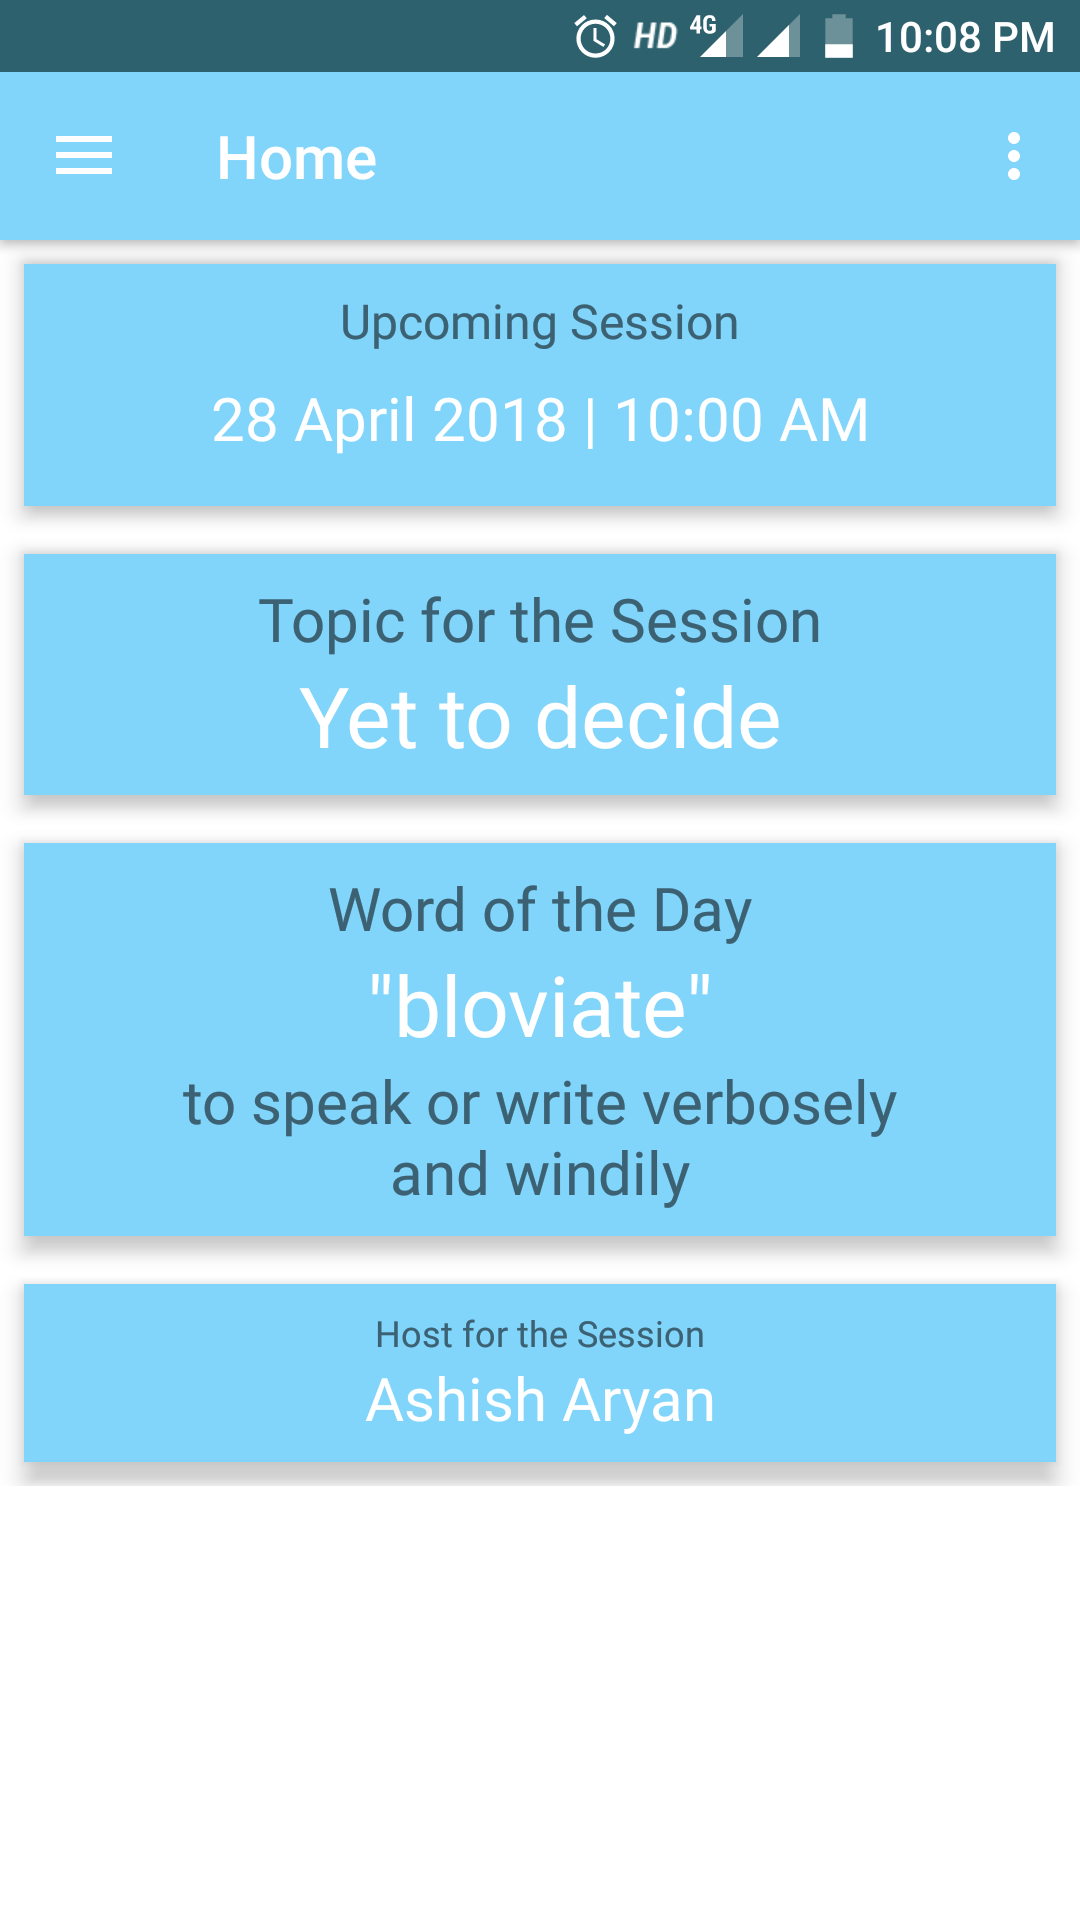 HD 4G 10:08 PM
Home
Upcoming Session
28 April 2018 | 10:00 AM
Topic for the Session
Yet to decide
Word of the Day
"bloviate"
to speak or write verbosely
and windily
Host for the Session
Ashish Aryan